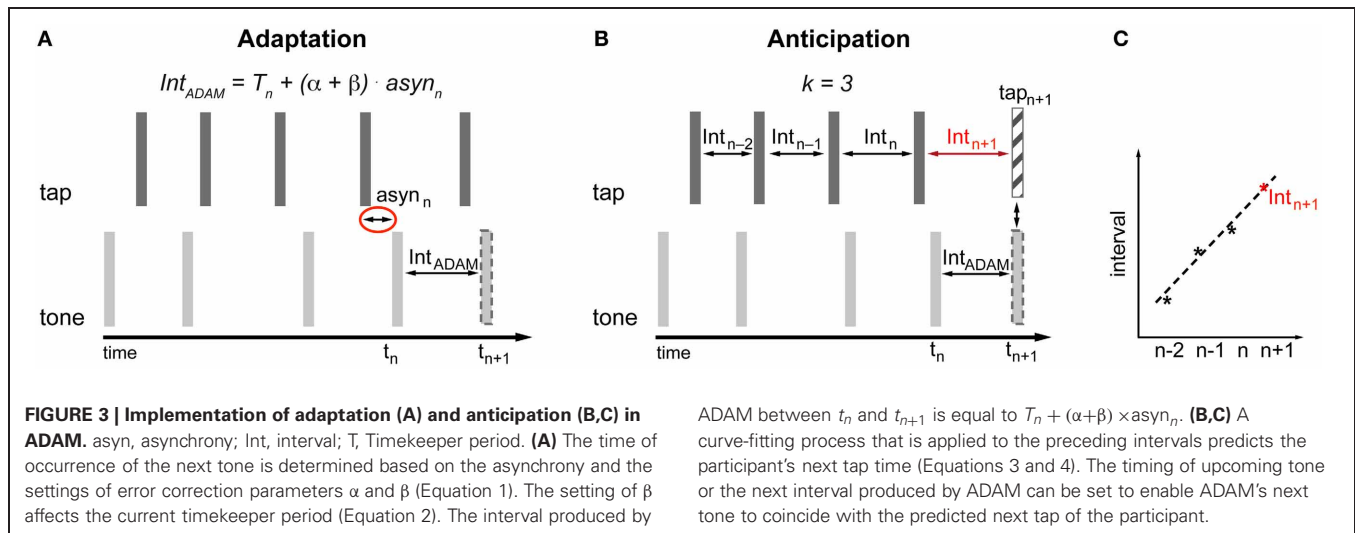 A
Adaptation
Int_ADAM = T_n + (α + β) · asyn_n
tap
asyn_n
Int_ADAM
tone
time
t_n
t_n+1
B
Anticipation
k = 3
tap_n+1
Int_n–2
Int_n–1
Int_n
Int_n+1
tap
Int_ADAM
tone
time
t_n
t_n+1
C
interval
Int_n+1
n-2 n-1 n n+1
FIGURE 3 | Implementation of adaptation (A) and anticipation (B,C) in
ADAM. asyn, asynchrony; Int, interval; T, Timekeeper period. (A) The time of
occurrence of the next tone is determined based on the asynchrony and the
settings of error correction parameters α and β (Equation 1). The setting of β
affects the current timekeeper period (Equation 2). The interval produced by
ADAM between t_n and t_n+1 is equal to T_n + (α+β) ×asyn_n. (B,C) A
curve-fitting process that is applied to the preceding intervals predicts the
participant's next tap time (Equations 3 and 4). The timing of upcoming tone
or the next interval produced by ADAM can be set to enable ADAM's next
tone to coincide with the predicted next tap of the participant.